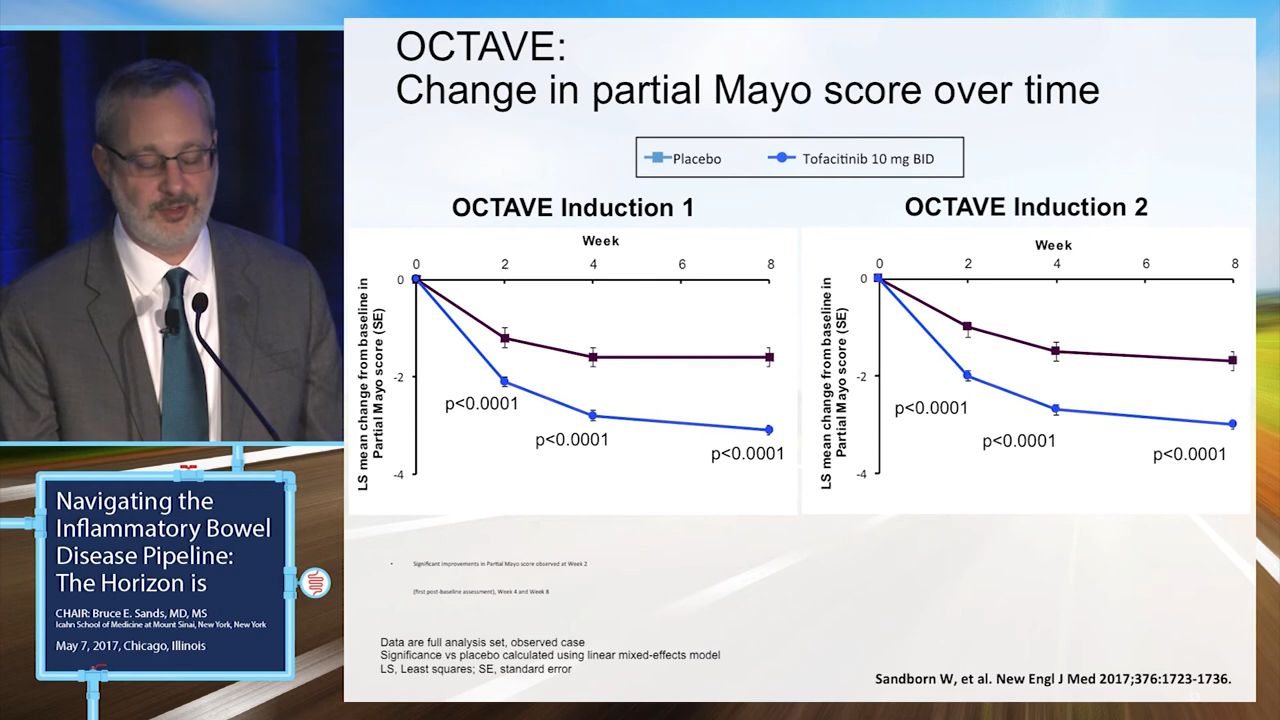 OCTAVE:
Change in partial Mayo score over time
Placebo
Tofacitinib 10 mg BID
OCTAVE Induction 1
Week
0 2 4 6 8
0
-2
-4
LS mean change from baseline in
Partial Mayo score (SE)
p<0.0001
p<0.0001
p<0.0001
OCTAVE Induction 2
Week
0 2 4 6 8
0
-2
-4
LS mean change from baseline in
Partial Mayo score (SE)
p<0.0001
p<0.0001
p<0.0001
• Significant improvements in Partial Mayo score observed at Week 2
(first post-baseline assessment), Week 4 and Week 8
Data are full analysis set, observed case
Significance vs placebo calculated using linear mixed-effects model
LS, Least squares; SE, standard error
Sandborn W, et al. New Engl J Med 2017;376:1723-1736.
Navigating the
Inflammatory Bowel
Disease Pipeline:
The Horizon is
CHAIR: Bruce E. Sands, MD, MS
Icahn School of Medicine at Mount Sinai, New York, New York
May 7, 2017, Chicago, Illinois